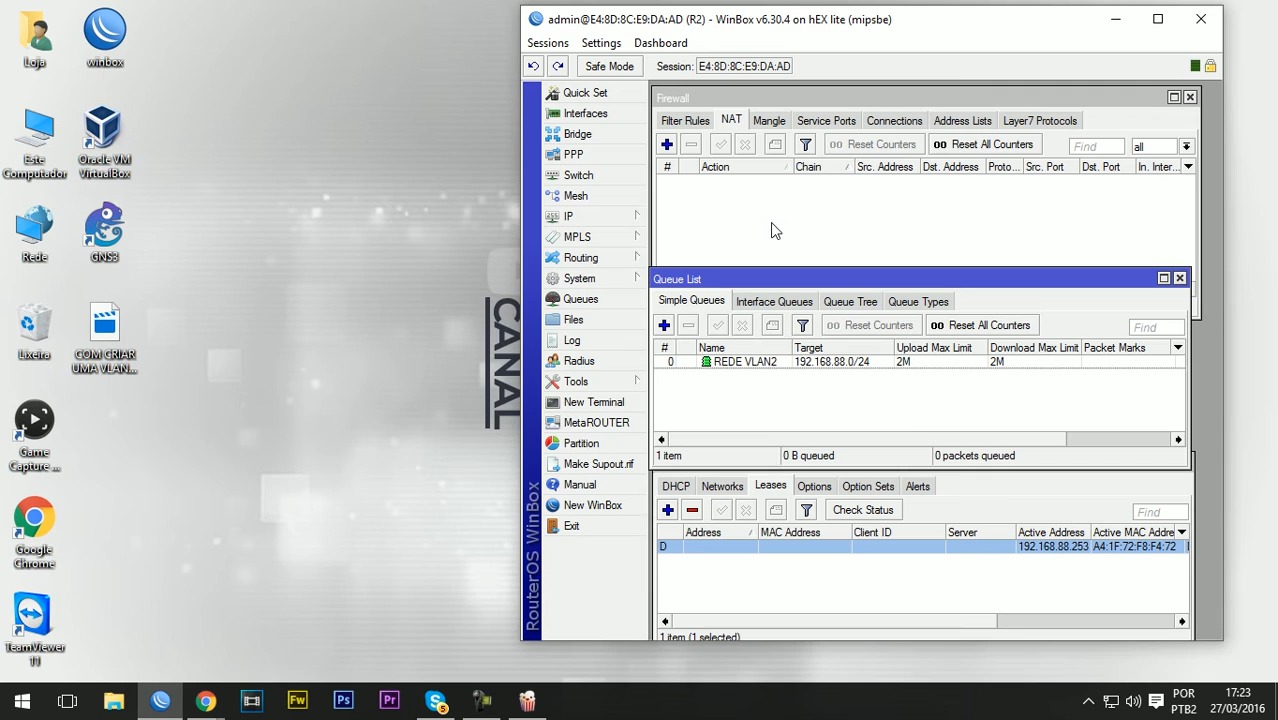 Loja
winbox
Este
Computador
Oracle VM
VirtualBox
Rede
GNS3
Lixeira
COM CRIAR
UMA VLAN...
Game
Capture ...
Google
Chrome
TeamViewer
11
CANAL
admin@E4:8D:8C:E9:DA:AD (R2) - WinBox v6.30.4 on hEX lite (mipsbe)
Sessions Settings Dashboard
Safe Mode Session: E4:8D:8C:E9:DA:AD
RouterOS WinBox
Quick Set
Interfaces
Bridge
PPP
Switch
Mesh
IP
MPLS
Routing
System
Queues
Files
Log
Radius
Tools
New Terminal
MetaROUTER
Partition
Make Supout.rif
Manual
New WinBox
Exit
Firewall
Filter Rules NAT Mangle Service Ports Connections Address Lists Layer7 Protocols
00 Reset Counters 00 Reset All Counters Find all
# Action Chain Src. Address Dst. Address Proto... Src. Port Dst. Port In. Inter...
Queue List
Simple Queues Interface Queues Queue Tree Queue Types
00 Reset Counters 00 Reset All Counters Find
# Name Target Upload Max Limit Download Max Limit Packet Marks
0 REDE VLAN2 192.168.88.0/24 2M 2M
1 item 0 B queued 0 packets queued
DHCP Networks Leases Options Option Sets Alerts
Check Status Find
Address MAC Address Client ID Server Active Address Active MAC Addre
D 192.168.88.253 A4:1F:72:F8:F4:72
1 item (1 selected)
Fw Ps Pr 5
POR
PTB2
17:23
27/03/2016